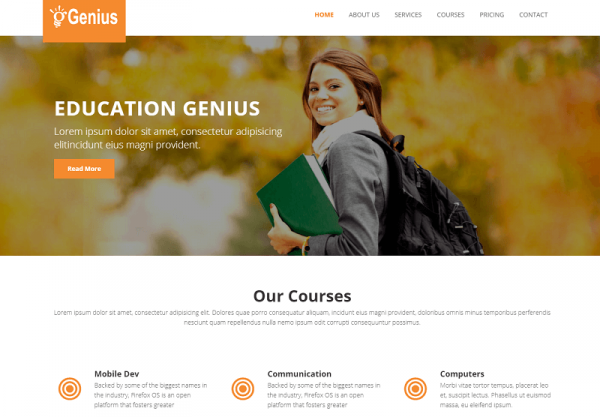 Genius
HOME ABOUT US SERVICES COURSES PRICING CONTACT
EDUCATION GENIUS
Lorem ipsum dolor sit amet, consectetur adipisicing
elitincidunt eius magni provident.
Read More
Our Courses
Lorem ipsum dolor sit amet, consectetur adipisicing elit. Dolores quae porro consequatur aliquam, incidunt eius magni provident, doloribus omnis minus temporibus perferendis
nesciunt quam repellendus nulla nemo ipsum odit corrupti consequuntur possimus.
Mobile Dev
Backed by some of the biggest names in
the industry, Firefox OS is an open
platform that fosters greater
Communication
Backed by some of the biggest names in
the industry, Firefox OS is an open
platform that fosters greater
Computers
Morbi vitae tortor tempus, placerat leo
et, suscipit lectus. Phasellus ut euismod
massa, eu eleifend ipsum.